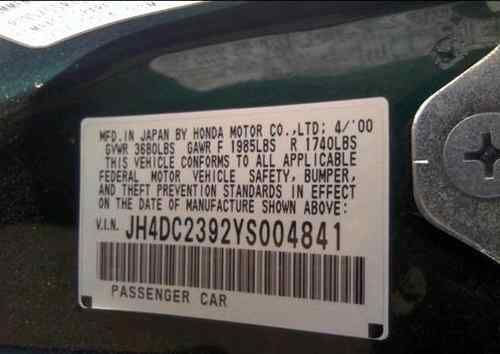 MFD. IN JAPAN BY HONDA MOTOR CO.,LTD; 4/'00
GVWR 3680LBS GAWR F 1985LBS R 1740LBS
THIS VEHICLE CONFORMS TO ALL APPLICABLE
FEDERAL MOTOR VEHICLE SAFETY, BUMPER,
AND THEFT PREVENTION STANDARDS IN EFFECT
ON THE DATE OF MANUFACTURE SHOWN ABOVE:
V.I.N. JH4DC2392YS004841
PASSENGER CAR